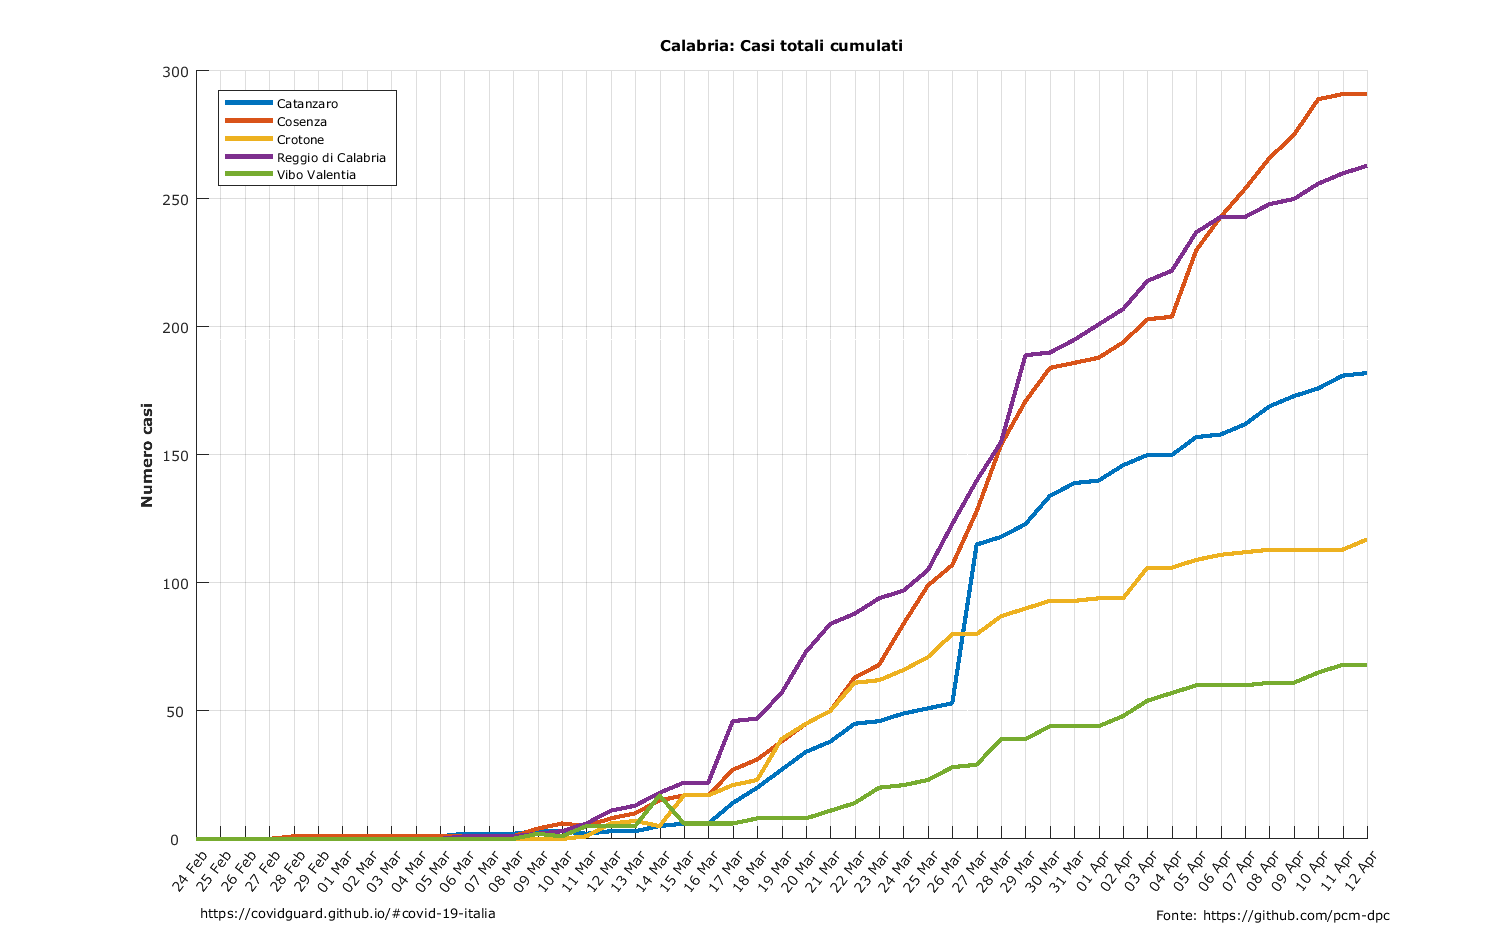 Calabria: Casi totali cumulati
300
250
200
150
100
50
0
Numero casi
Catanzaro
Cosenza
Crotone
Reggio di Calabria
Vibo Valentia
24 Feb
25 Feb
26 Feb
27 Feb
28 Feb
29 Feb
01 Mar
02 Mar
03 Mar
04 Mar
05 Mar
06 Mar
07 Mar
08 Mar
09 Mar
10 Mar
11 Mar
12 Mar
13 Mar
14 Mar
15 Mar
16 Mar
17 Mar
18 Mar
19 Mar
20 Mar
21 Mar
22 Mar
23 Mar
24 Mar
25 Mar
26 Mar
27 Mar
28 Mar
29 Mar
30 Mar
31 Mar
01 Apr
02 Apr
03 Apr
04 Apr
05 Apr
06 Apr
07 Apr
08 Apr
09 Apr
10 Apr
11 Apr
12 Apr
https://covidguard.github.io/#covid-19-italia
Fonte: https://github.com/pcm-dpc